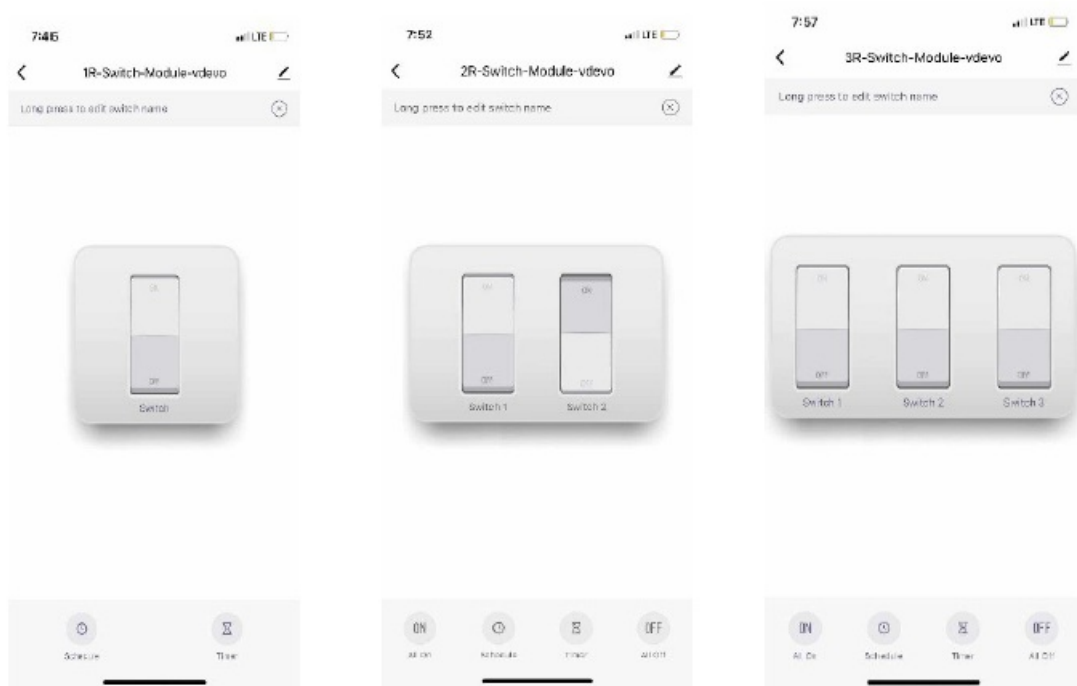 LTE
1R-Switch-Module-vdevo
Long press to edit switch name
ON
OFF
Switch
Schedule
Timer
7:52
LTE
2R-Switch-Module-vdevo
Long press to edit switch name
ON
ON
OFF
OFF
Switch 1
Switch 2
ON
OFF
All On
Schedule
Timer
All Off
7:57
LTE
3R-Switch-Module-vdevo
Long press to edit switch name
ON
ON
ON
OFF
OFF
OFF
Switch 1
Switch 2
Switch 3
ON
OFF
All On
Schedule
Timer
All Off